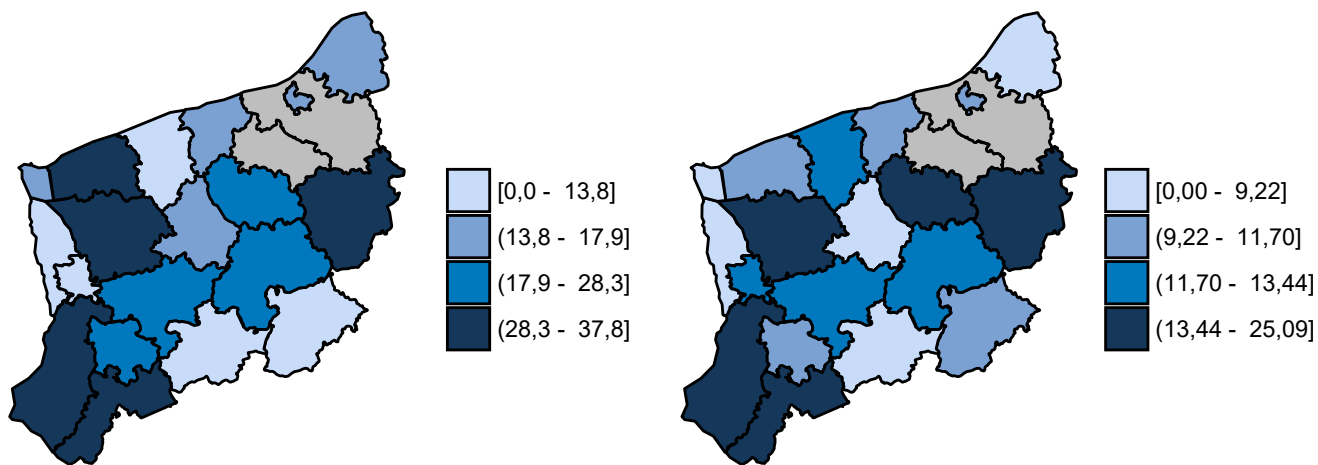 [0,0 - 13,8]
(13,8 - 17,9]
(17,9 - 28,3]
(28,3 - 37,8]
[0,00 - 9,22]
(9,22 - 11,70]
(11,70 - 13,44]
(13,44 - 25,09]